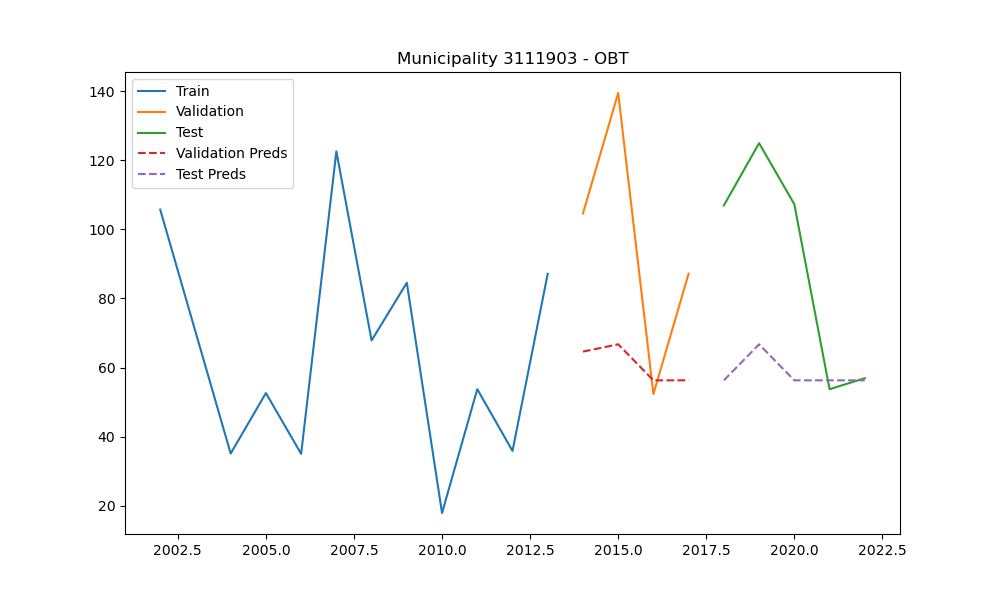 Municipality 3111903 - OBT
Train
Validation
Test
Validation Preds
Test Preds
140
120
100
80
60
40
20
2002.5 2005.0 2007.5 2010.0 2012.5 2015.0 2017.5 2020.0 2022.5